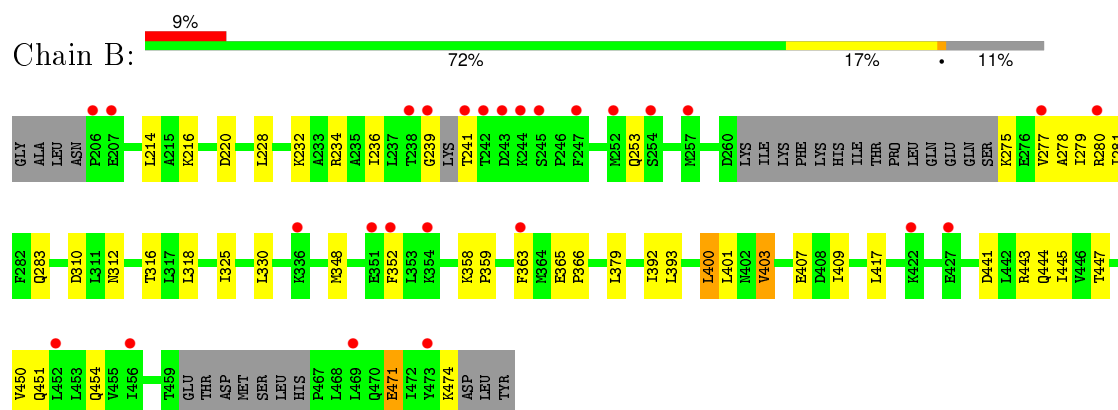 9%
Chain B:
72% 17% • 11%
GLY ALA LEU ASN P206 E207 L214 A215 K216 D220 L228 K232 A233 R234 A235 I236 L237 T238 G239 LYS T241 T242 D243 K244 S245 P246 F247 M252 Q253 S254 M257 D260 LYS ILE LYS PHE LYS HIS ILE THR PRO LEU GLN GLU GLN SER K275 E276 V277 A278 I279 R280 I281
F282 Q283 D310 L311 N312 T316 L317 L318 I325 L330 K336 M348 E351 F352 L353 K354 K358 P359 F363 M364 E365 P366 L379 I392 L393 L400 L401 N402 V403 E407 D408 I409 L417 K422 E427 D441 L442 R443 Q444 I445 V446 T447
V450 Q451 L452 L453 Q454 V455 I456 T459 GLU THR ASP MET SER LEU HIS P467 L468 L469 Q470 E471 I472 Y473 K474 ASP LEU TYR